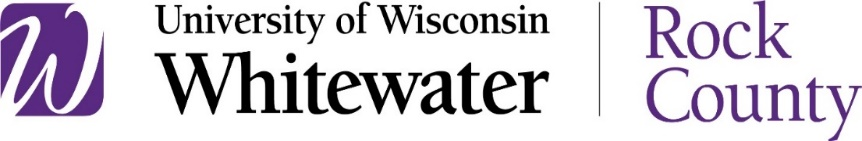 W
University of Wisconsin
Whitewater
Rock
County